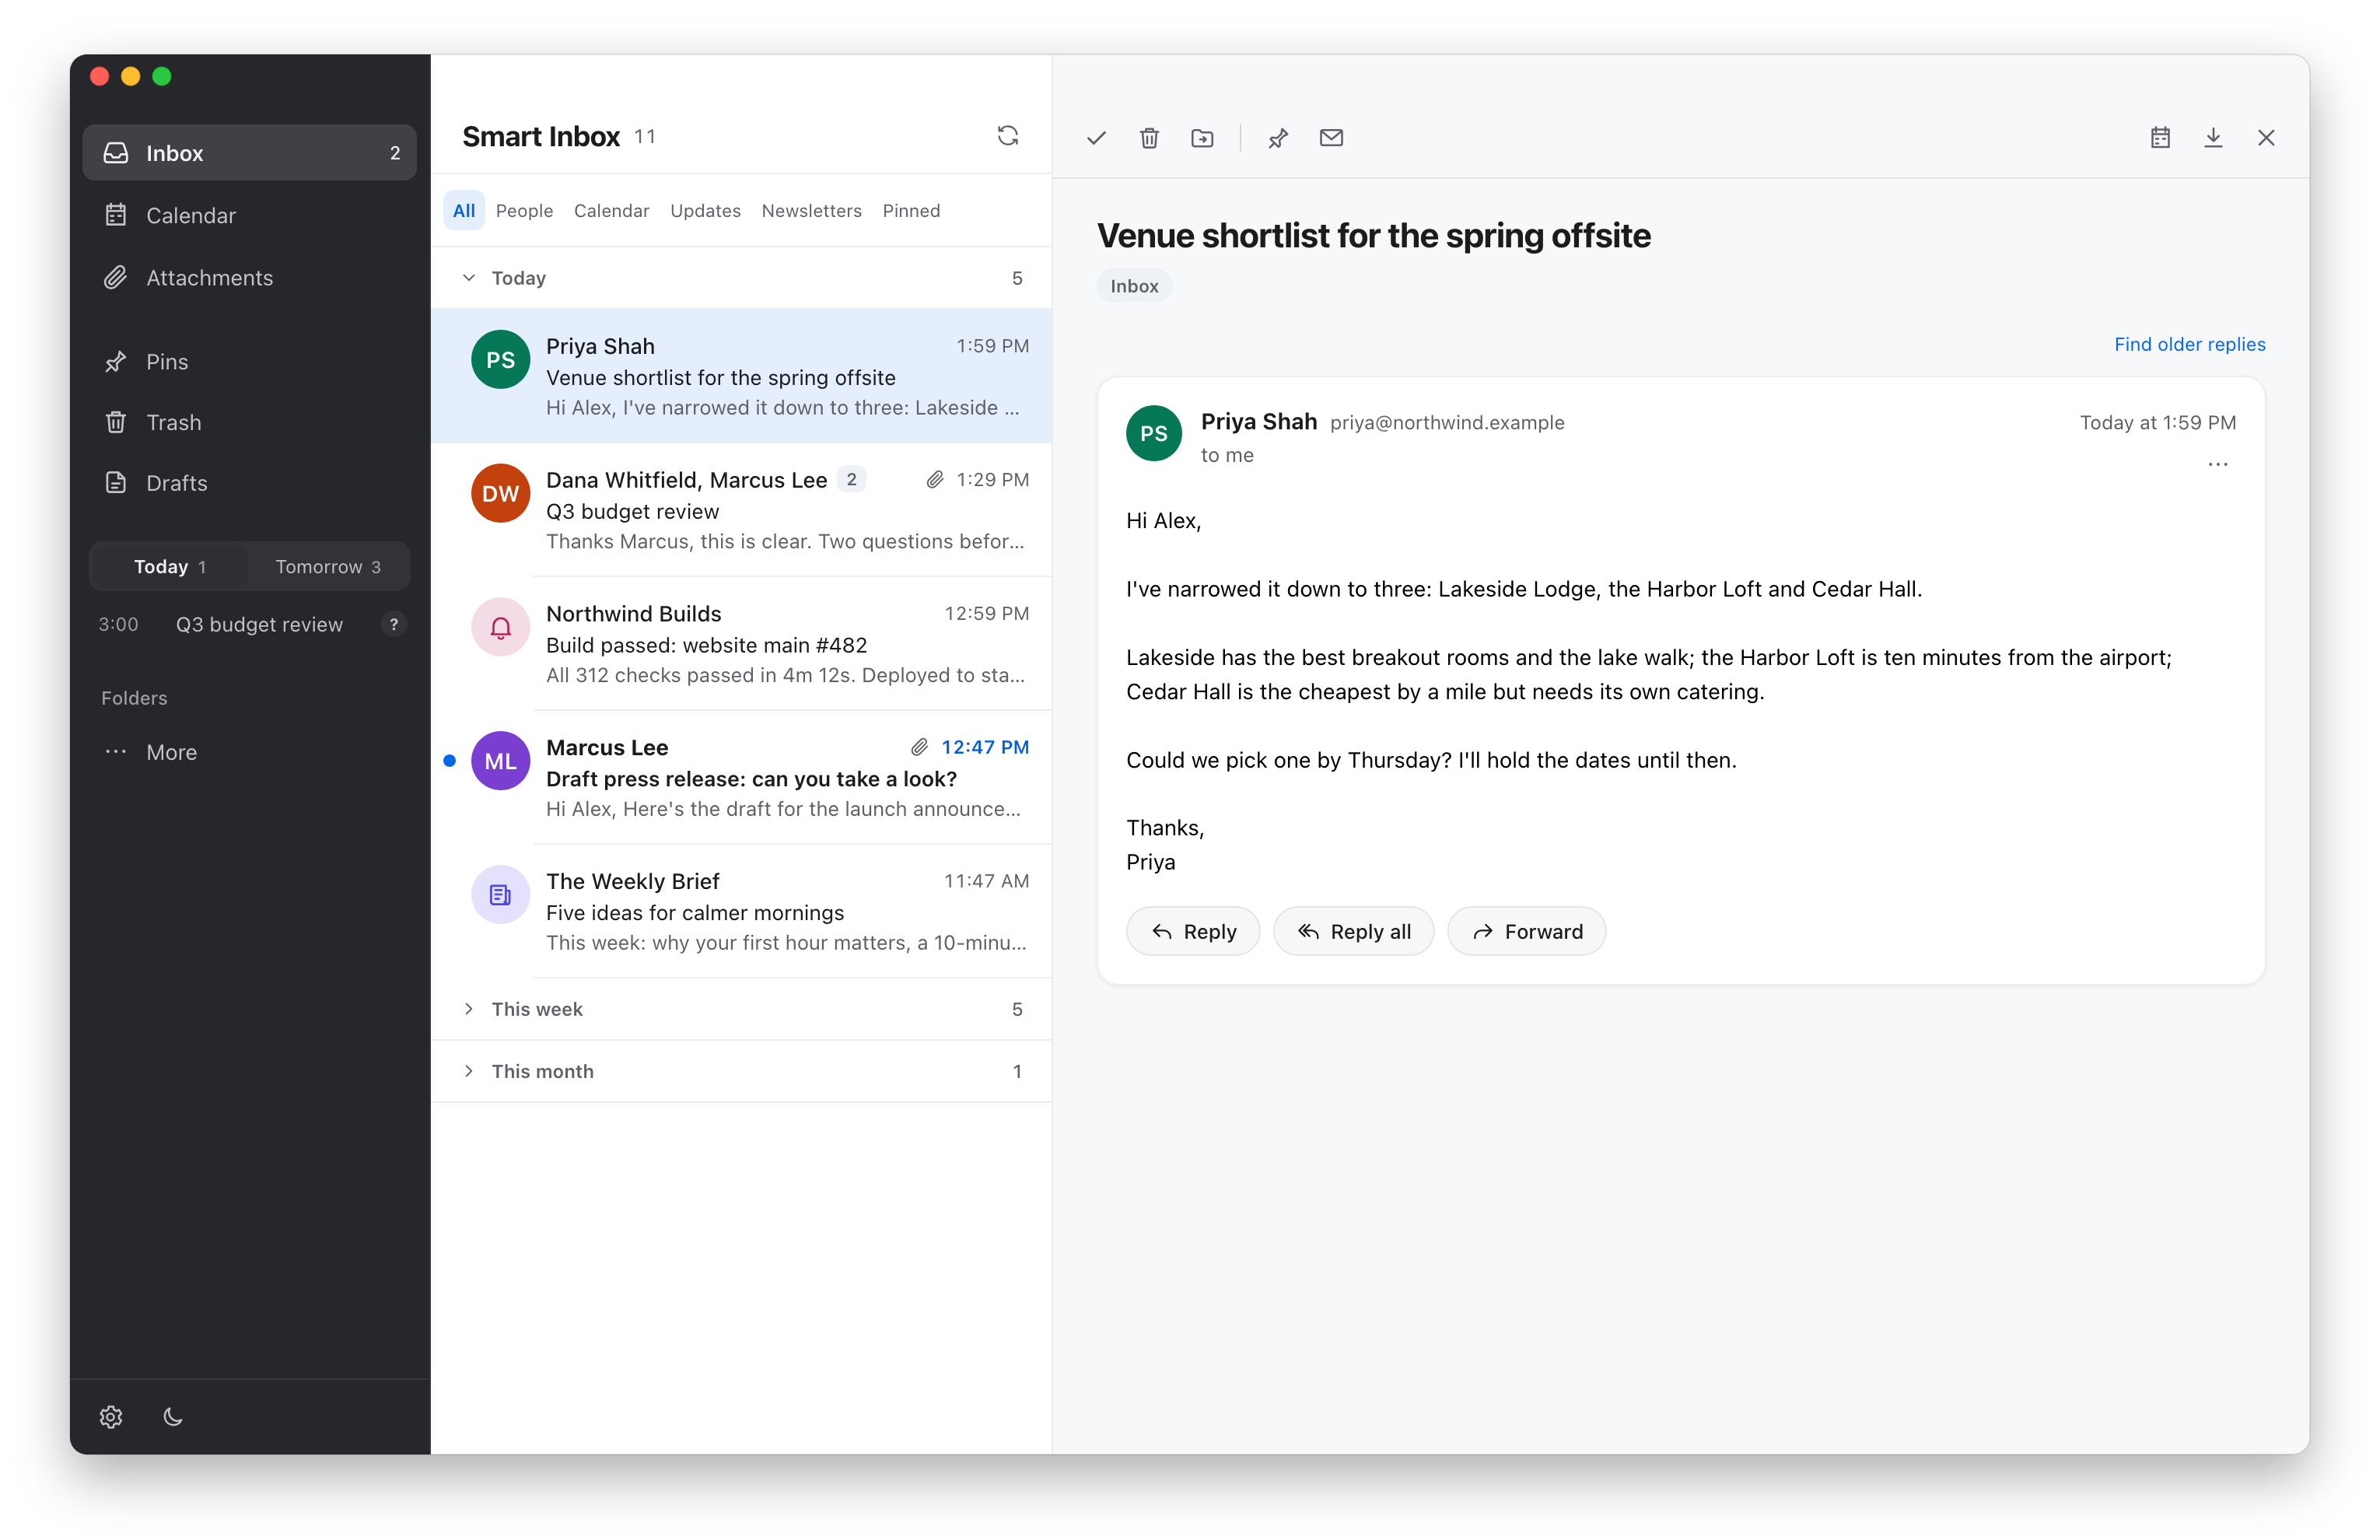 Inbox 2
Calendar
Attachments
Pins
Trash
Drafts
Today 1 Tomorrow 3
3:00 Q3 budget review ?
Folders
More
Smart Inbox 11
All People Calendar Updates Newsletters Pinned
Today 5
PS Priya Shah 1:59 PM
Venue shortlist for the spring offsite
Hi Alex, I've narrowed it down to three: Lakeside ...
DW Dana Whitfield, Marcus Lee 2 1:29 PM
Q3 budget review
Thanks Marcus, this is clear. Two questions befor...
Northwind Builds 12:59 PM
Build passed: website main #482
All 312 checks passed in 4m 12s. Deployed to sta...
ML Marcus Lee 12:47 PM
Draft press release: can you take a look?
Hi Alex, Here's the draft for the launch announce...
The Weekly Brief 11:47 AM
Five ideas for calmer mornings
This week: why your first hour matters, a 10-minu...
This week 5
This month 1
Venue shortlist for the spring offsite
Inbox
Find older replies
PS Priya Shah priya@northwind.example Today at 1:59 PM
to me
Hi Alex,
I've narrowed it down to three: Lakeside Lodge, the Harbor Loft and Cedar Hall.
Lakeside has the best breakout rooms and the lake walk; the Harbor Loft is ten minutes from the airport;
Cedar Hall is the cheapest by a mile but needs its own catering.
Could we pick one by Thursday? I'll hold the dates until then.
Thanks,
Priya
Reply Reply all Forward